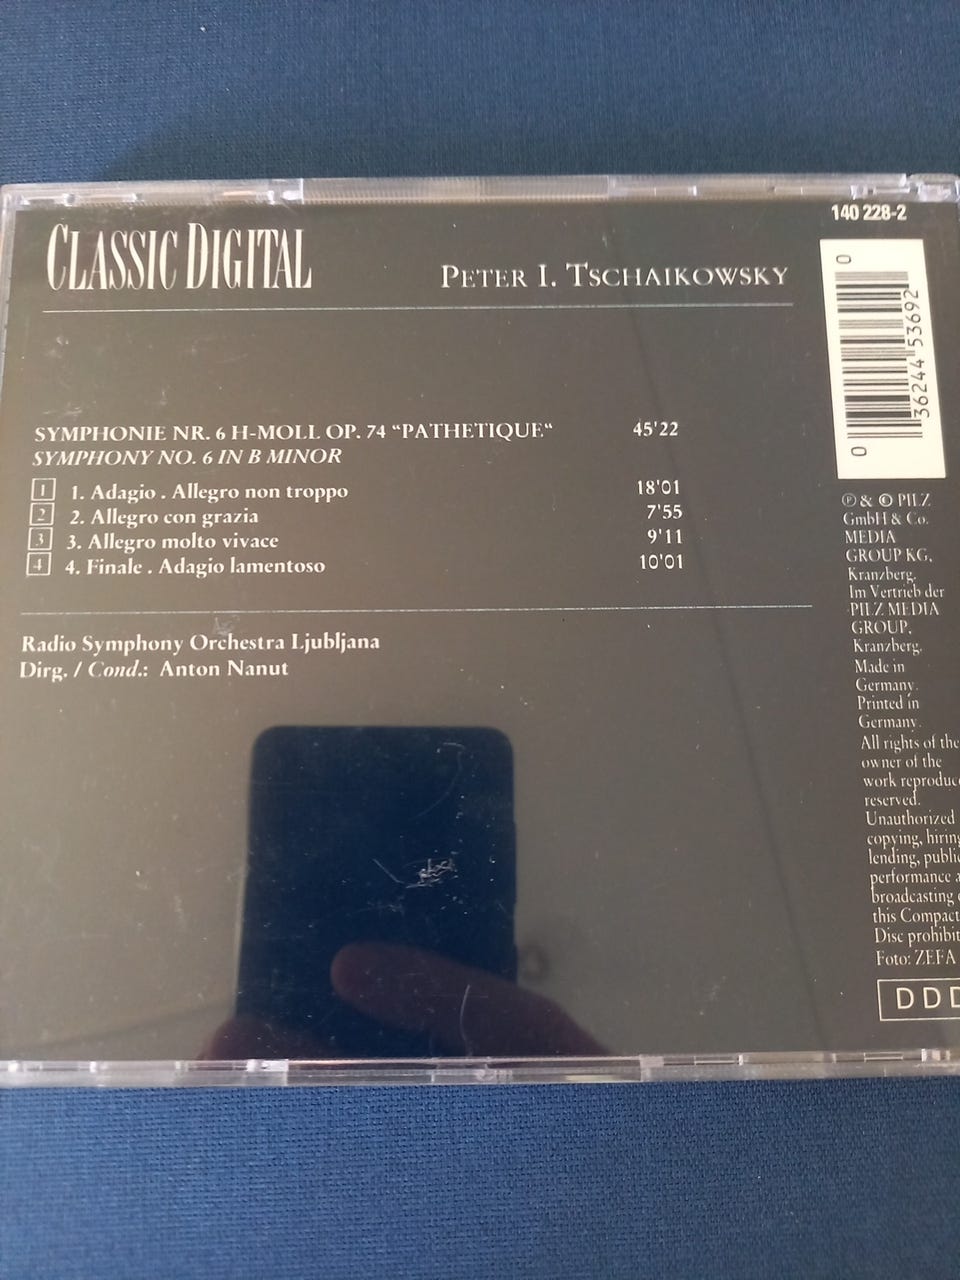 140 228-2
CLASSIC DIGITAL
PETER I. TSCHAIKOWSKY
0 36244 53692 0
SYMPHONIE NR. 6 H-MOLL OP. 74 “PATHETIQUE“ 45'22
SYMPHONY NO. 6 IN B MINOR
1 1. Adagio . Allegro non troppo 18'01
2 2. Allegro con grazia 7'55
3 3. Allegro molto vivace 9'11
4 4. Finale . Adagio lamentoso 10'01
Radio Symphony Orchestra Ljubljana
Dirg. / Cond.: Anton Nanut
℗ & © PILZ
GmbH & Co.
MEDIA
GROUP KG,
Kranzberg.
Im Vertrieb der
PILZ MEDIA
GROUP,
Kranzberg.
Made in
Germany.
Printed in
Germany.
All rights of the
owner of the
work
reserved.
Unauthorized
copying,
lending,
performance
broadcasting
this Compact
Disc
Foto: ZEFA
DDD